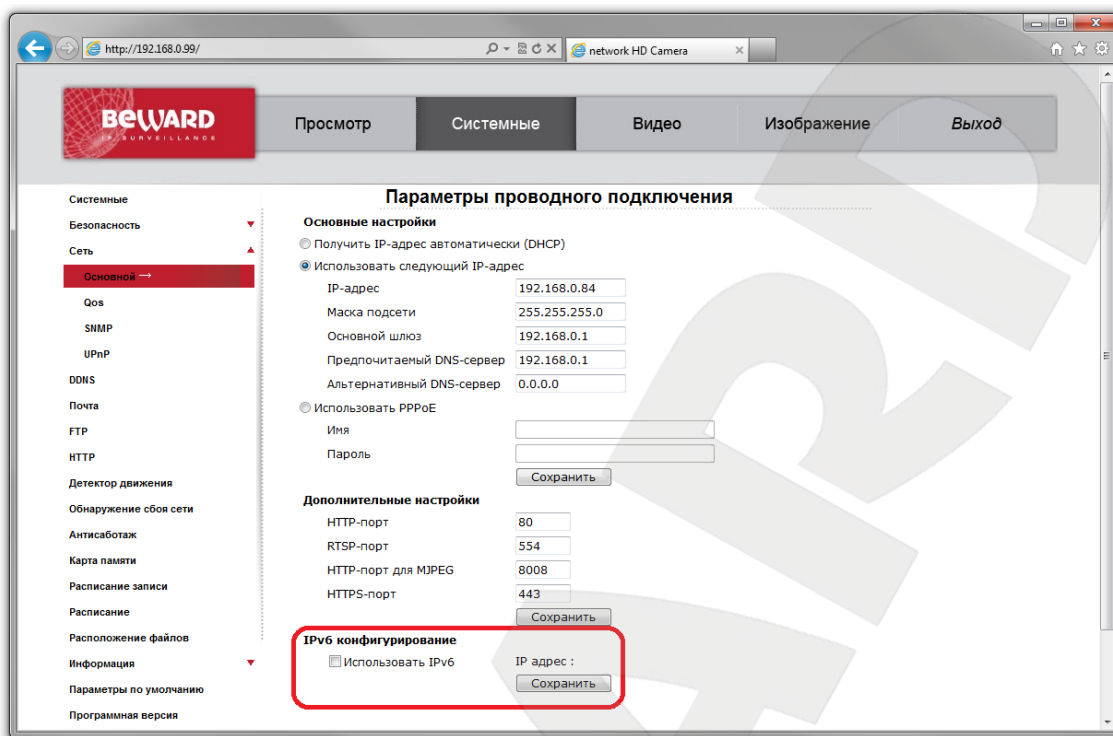 http://192.168.0.99/
network HD Camera
BEWARD
IP SURVEILLANCE
Просмотр
Системные
Видео
Изображение
Выход
Системные
Безопасность
Сеть
Основной →
Qos
SNMP
UPnP
DDNS
Почта
FTP
HTTP
Детектор движения
Обнаружение сбоя сети
Антисаботаж
Карта памяти
Расписание записи
Расписание
Расположение файлов
Информация
Параметры по умолчанию
Программная версия
Параметры проводного подключения
Основные настройки
Получить IP-адрес автоматически (DHCP)
Использовать следующий IP-адрес
IP-адрес 192.168.0.84
Маска подсети 255.255.255.0
Основной шлюз 192.168.0.1
Предпочитаемый DNS-сервер 192.168.0.1
Альтернативный DNS-сервер 0.0.0.0
Использовать PPPoE
Имя
Пароль
Сохранить
Дополнительные настройки
HTTP-порт 80
RTSP-порт 554
HTTP-порт для MJPEG 8008
HTTPS-порт 443
Сохранить
IPv6 конфигурирование
Использовать IPv6 IP адрес :
Сохранить
ARD